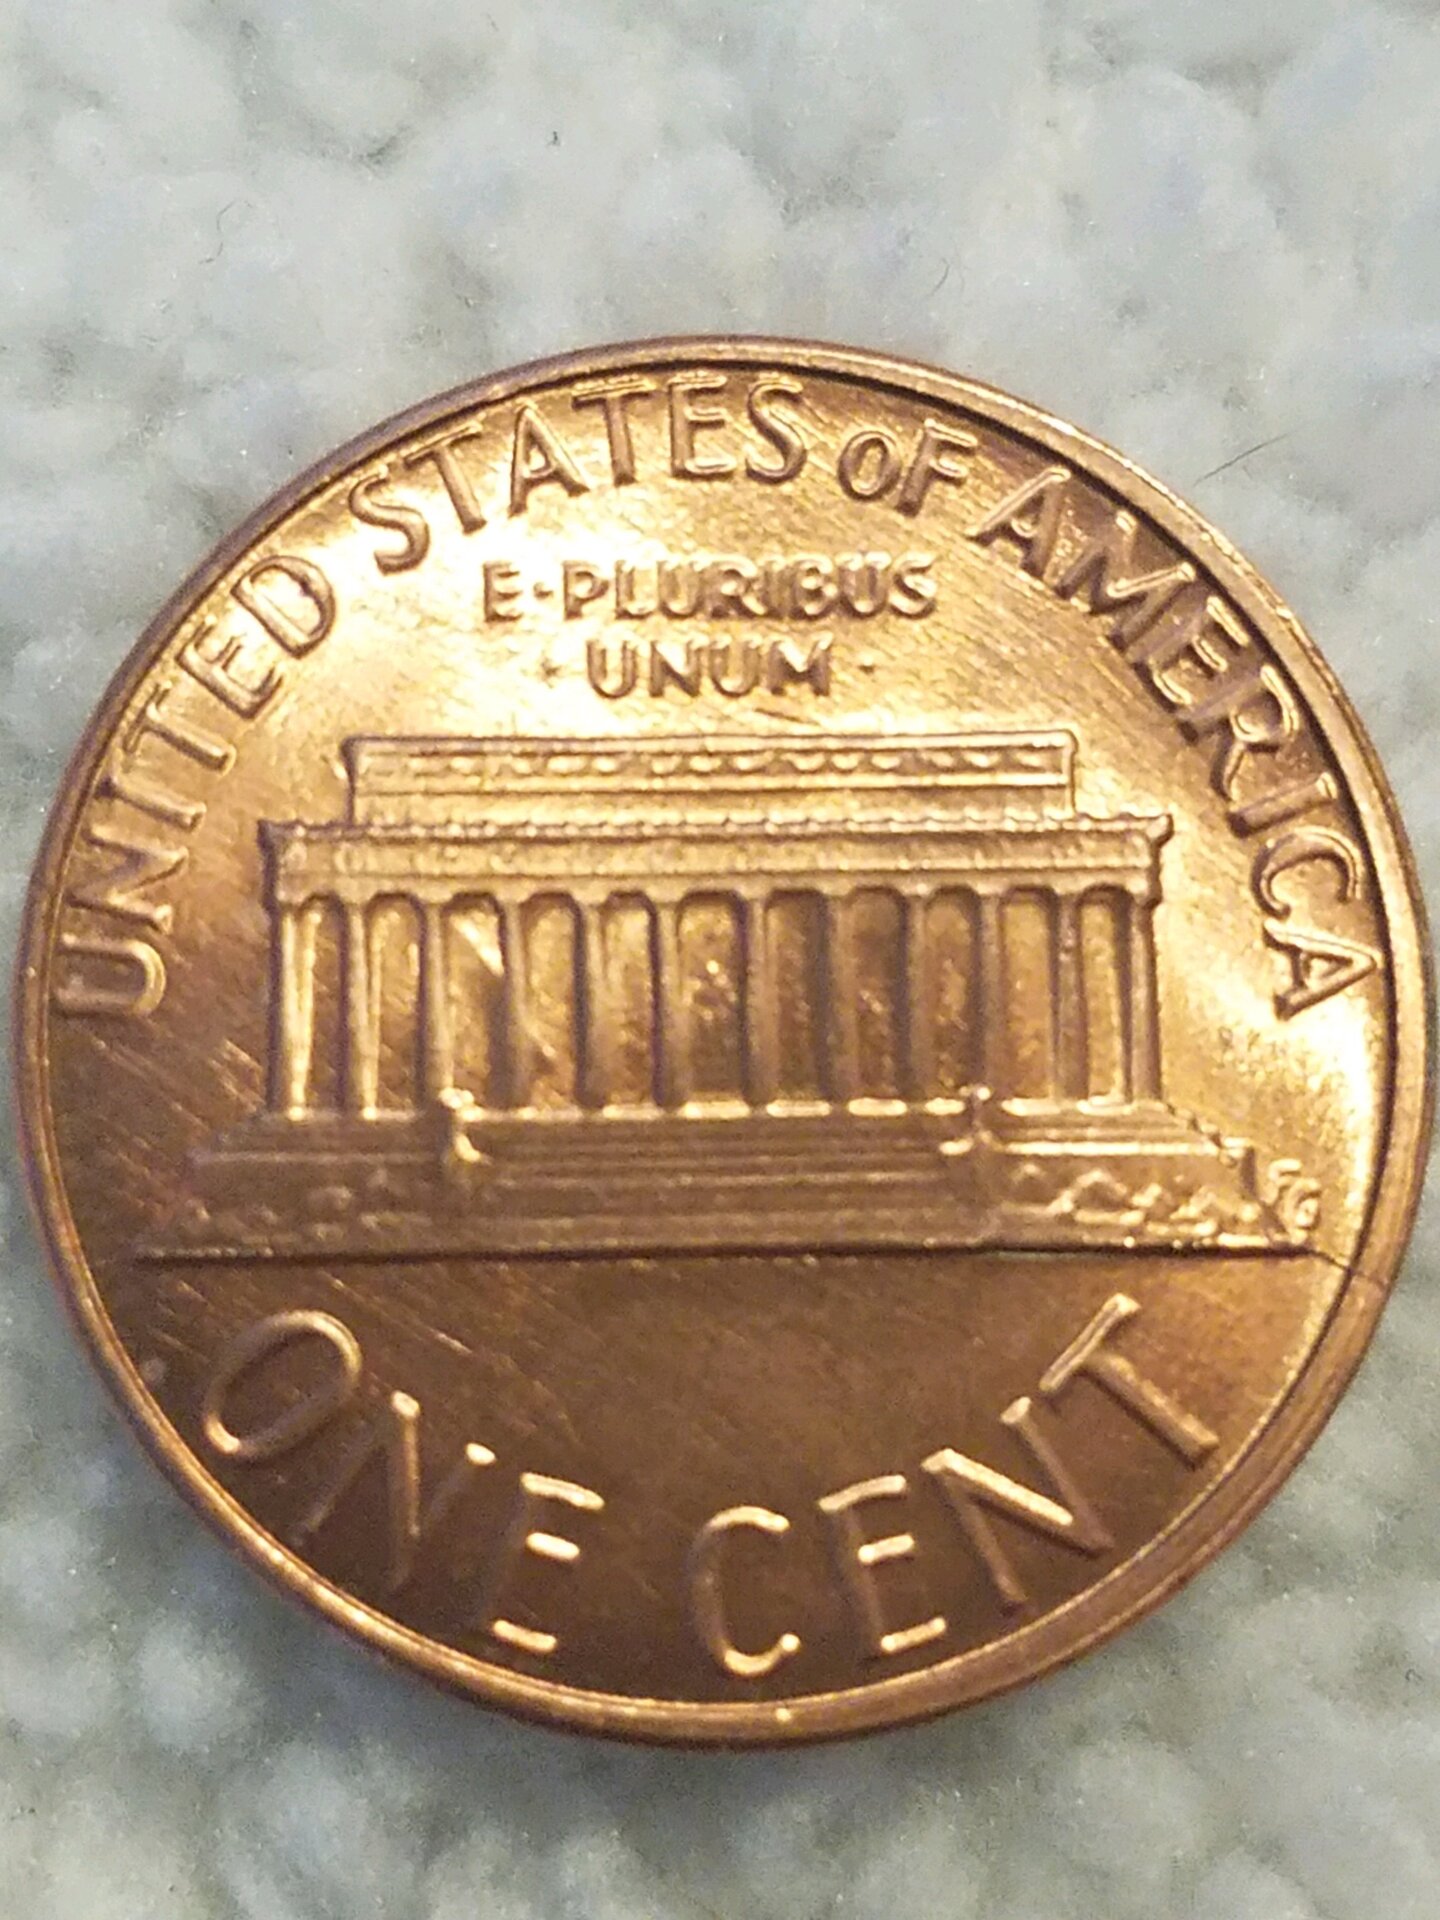 UNITED STATES OF AMERICA
E·PLURIBUS
·UNUM·
FG
ONE CENT